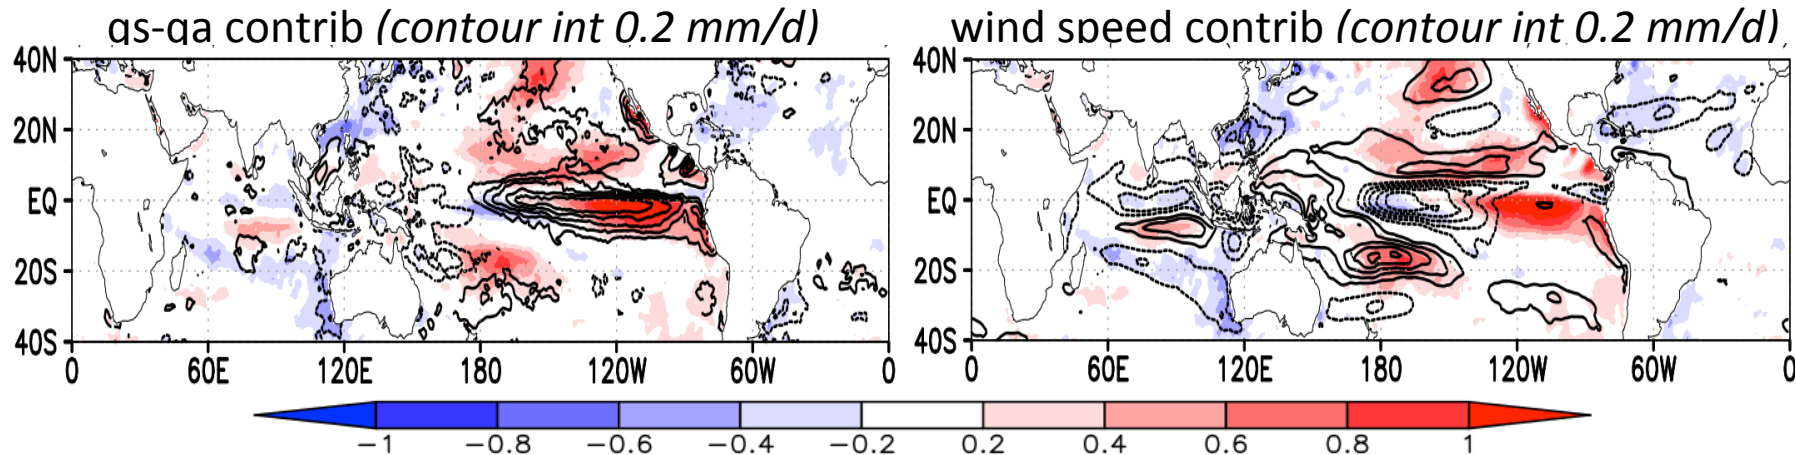 qs-qa contrib (contour int 0.2 mm/d)
wind speed contrib (contour int 0.2 mm/d)
40N
20N
EQ
20S
40S
0 60E 120E 180 120W 60W 0
40N
20N
EQ
20S
40S
0 60E 120E 180 120W 60W 0
−1 −0.8 −0.6 −0.4 −0.2 0.2 0.4 0.6 0.8 1